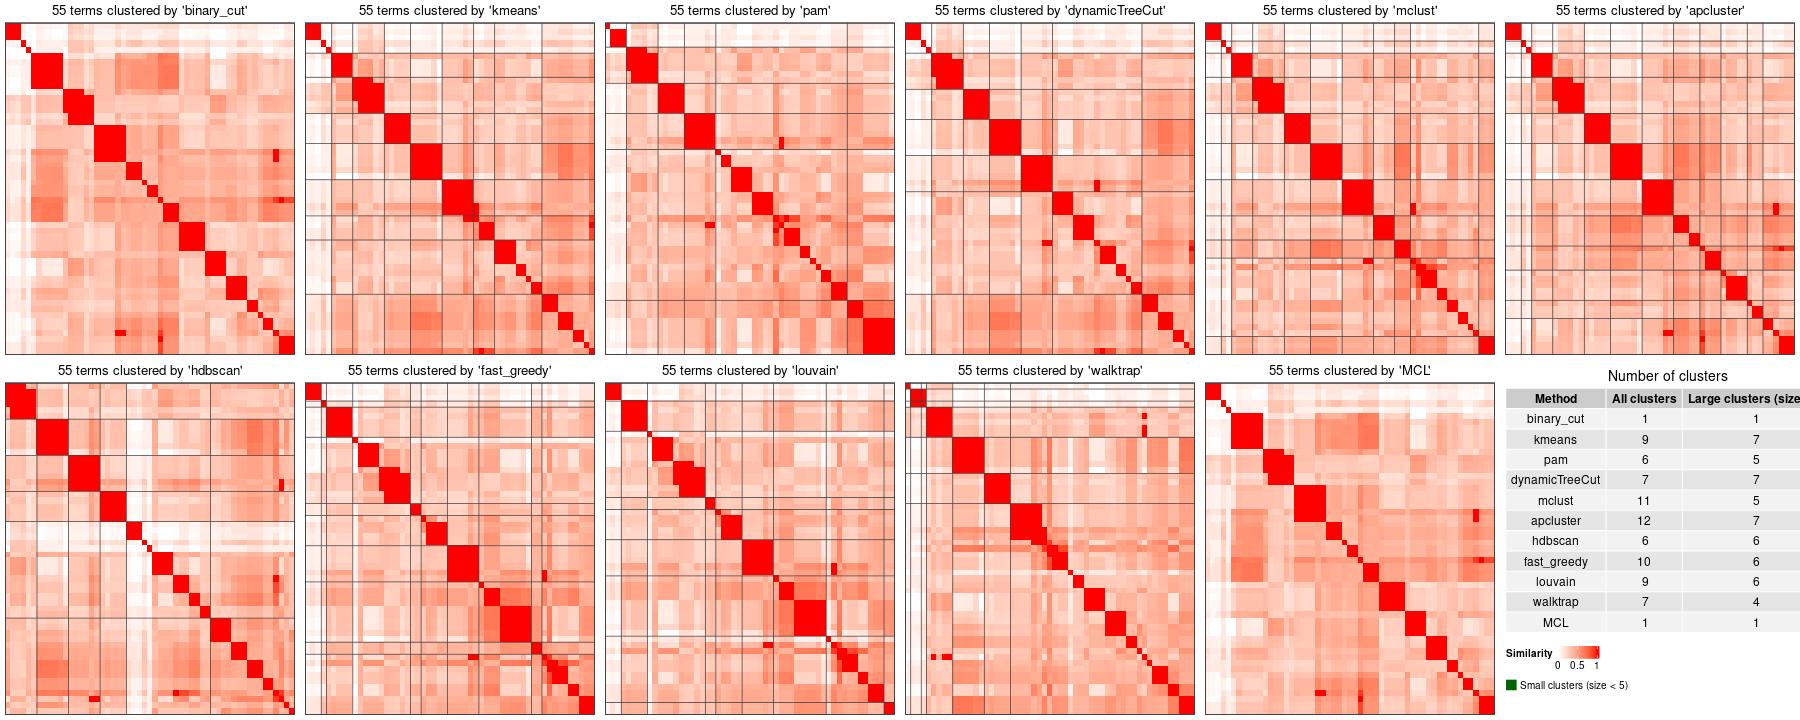 55 terms clustered by 'binary_cut'
55 terms clustered by 'kmeans'
55 terms clustered by 'pam'
55 terms clustered by 'dynamicTreeCut'
55 terms clustered by 'mclust'
55 terms clustered by 'apcluster'
55 terms clustered by 'hdbscan'
55 terms clustered by 'fast_greedy'
55 terms clustered by 'louvain'
55 terms clustered by 'walktrap'
55 terms clustered by 'MCL'
Number of clusters
Method All clusters Large clusters (size
binary_cut 1 1
kmeans 9 7
pam 6 5
dynamicTreeCut 7 7
mclust 11 5
apcluster 12 7
hdbscan 6 6
fast_greedy 10 6
louvain 9 6
walktrap 7 4
MCL 1 1
Similarity
0 0.5 1
Small clusters (size < 5)